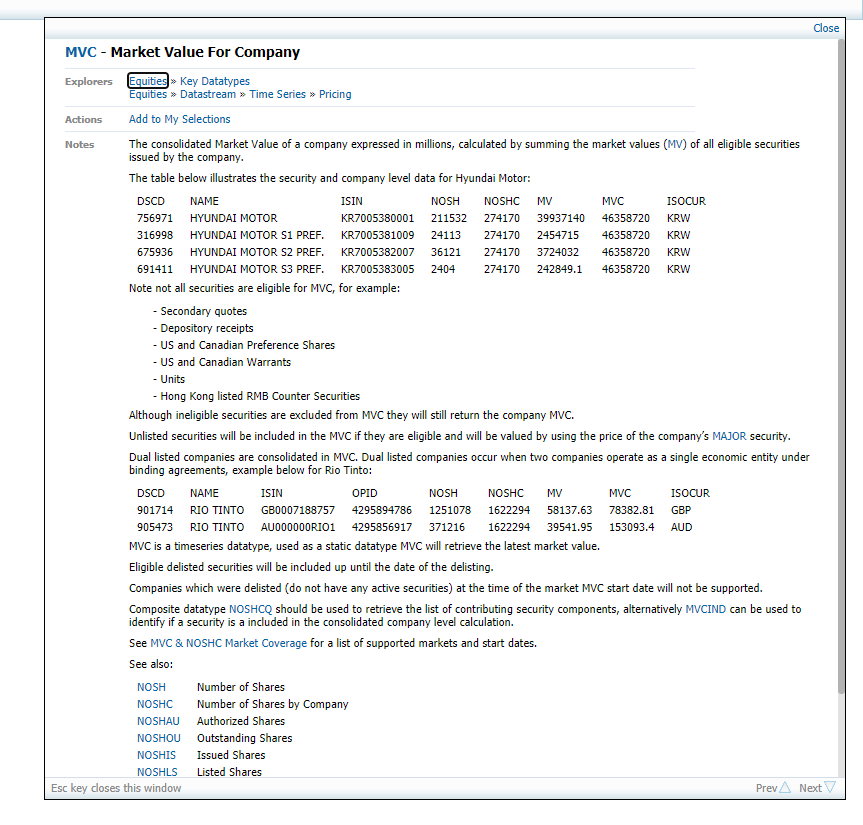 Close
MVC - Market Value For Company
Explorers Equities » Key Datatypes
Equities » Datastream » Time Series » Pricing
Actions Add to My Selections
Notes The consolidated Market Value of a company expressed in millions, calculated by summing the market values (MV) of all eligible securities
issued by the company.
The table below illustrates the security and company level data for Hyundai Motor:
DSCD NAME ISIN NOSH NOSHC MV MVC ISOCUR
756971 HYUNDAI MOTOR KR7005380001 211532 274170 39937140 46358720 KRW
316998 HYUNDAI MOTOR S1 PREF. KR7005381009 24113 274170 2454715 46358720 KRW
675936 HYUNDAI MOTOR S2 PREF. KR7005382007 36121 274170 3724032 46358720 KRW
691411 HYUNDAI MOTOR S3 PREF. KR7005383005 2404 274170 242849.1 46358720 KRW
Note not all securities are eligible for MVC, for example:
- Secondary quotes
- Depository receipts
- US and Canadian Preference Shares
- US and Canadian Warrants
- Units
- Hong Kong listed RMB Counter Securities
Although ineligible securities are excluded from MVC they will still return the company MVC.
Unlisted securities will be included in the MVC if they are eligible and will be valued by using the price of the company's MAJOR security.
Dual listed companies are consolidated in MVC. Dual listed companies occur when two companies operate as a single economic entity under
binding agreements, example below for Rio Tinto:
DSCD NAME ISIN OPID NOSH NOSHC MV MVC ISOCUR
901714 RIO TINTO GB0007188757 4295894786 1251078 1622294 58137.63 78382.81 GBP
905473 RIO TINTO AU000000RIO1 4295856917 371216 1622294 39541.95 153093.4 AUD
MVC is a timeseries datatype, used as a static datatype MVC will retrieve the latest market value.
Eligible delisted securities will be included up until the date of the delisting.
Companies which were delisted (do not have any active securities) at the time of the market MVC start date will not be supported.
Composite datatype NOSHCQ should be used to retrieve the list of contributing security components, alternatively MVCIND can be used to
identify if a security is a included in the consolidated company level calculation.
See MVC & NOSHC Market Coverage for a list of supported markets and start dates.
See also:
NOSH Number of Shares
NOSHC Number of Shares by Company
NOSHAU Authorized Shares
NOSHOU Outstanding Shares
NOSHIS Issued Shares
NOSHLS Listed Shares
Esc key closes this window Prev Next